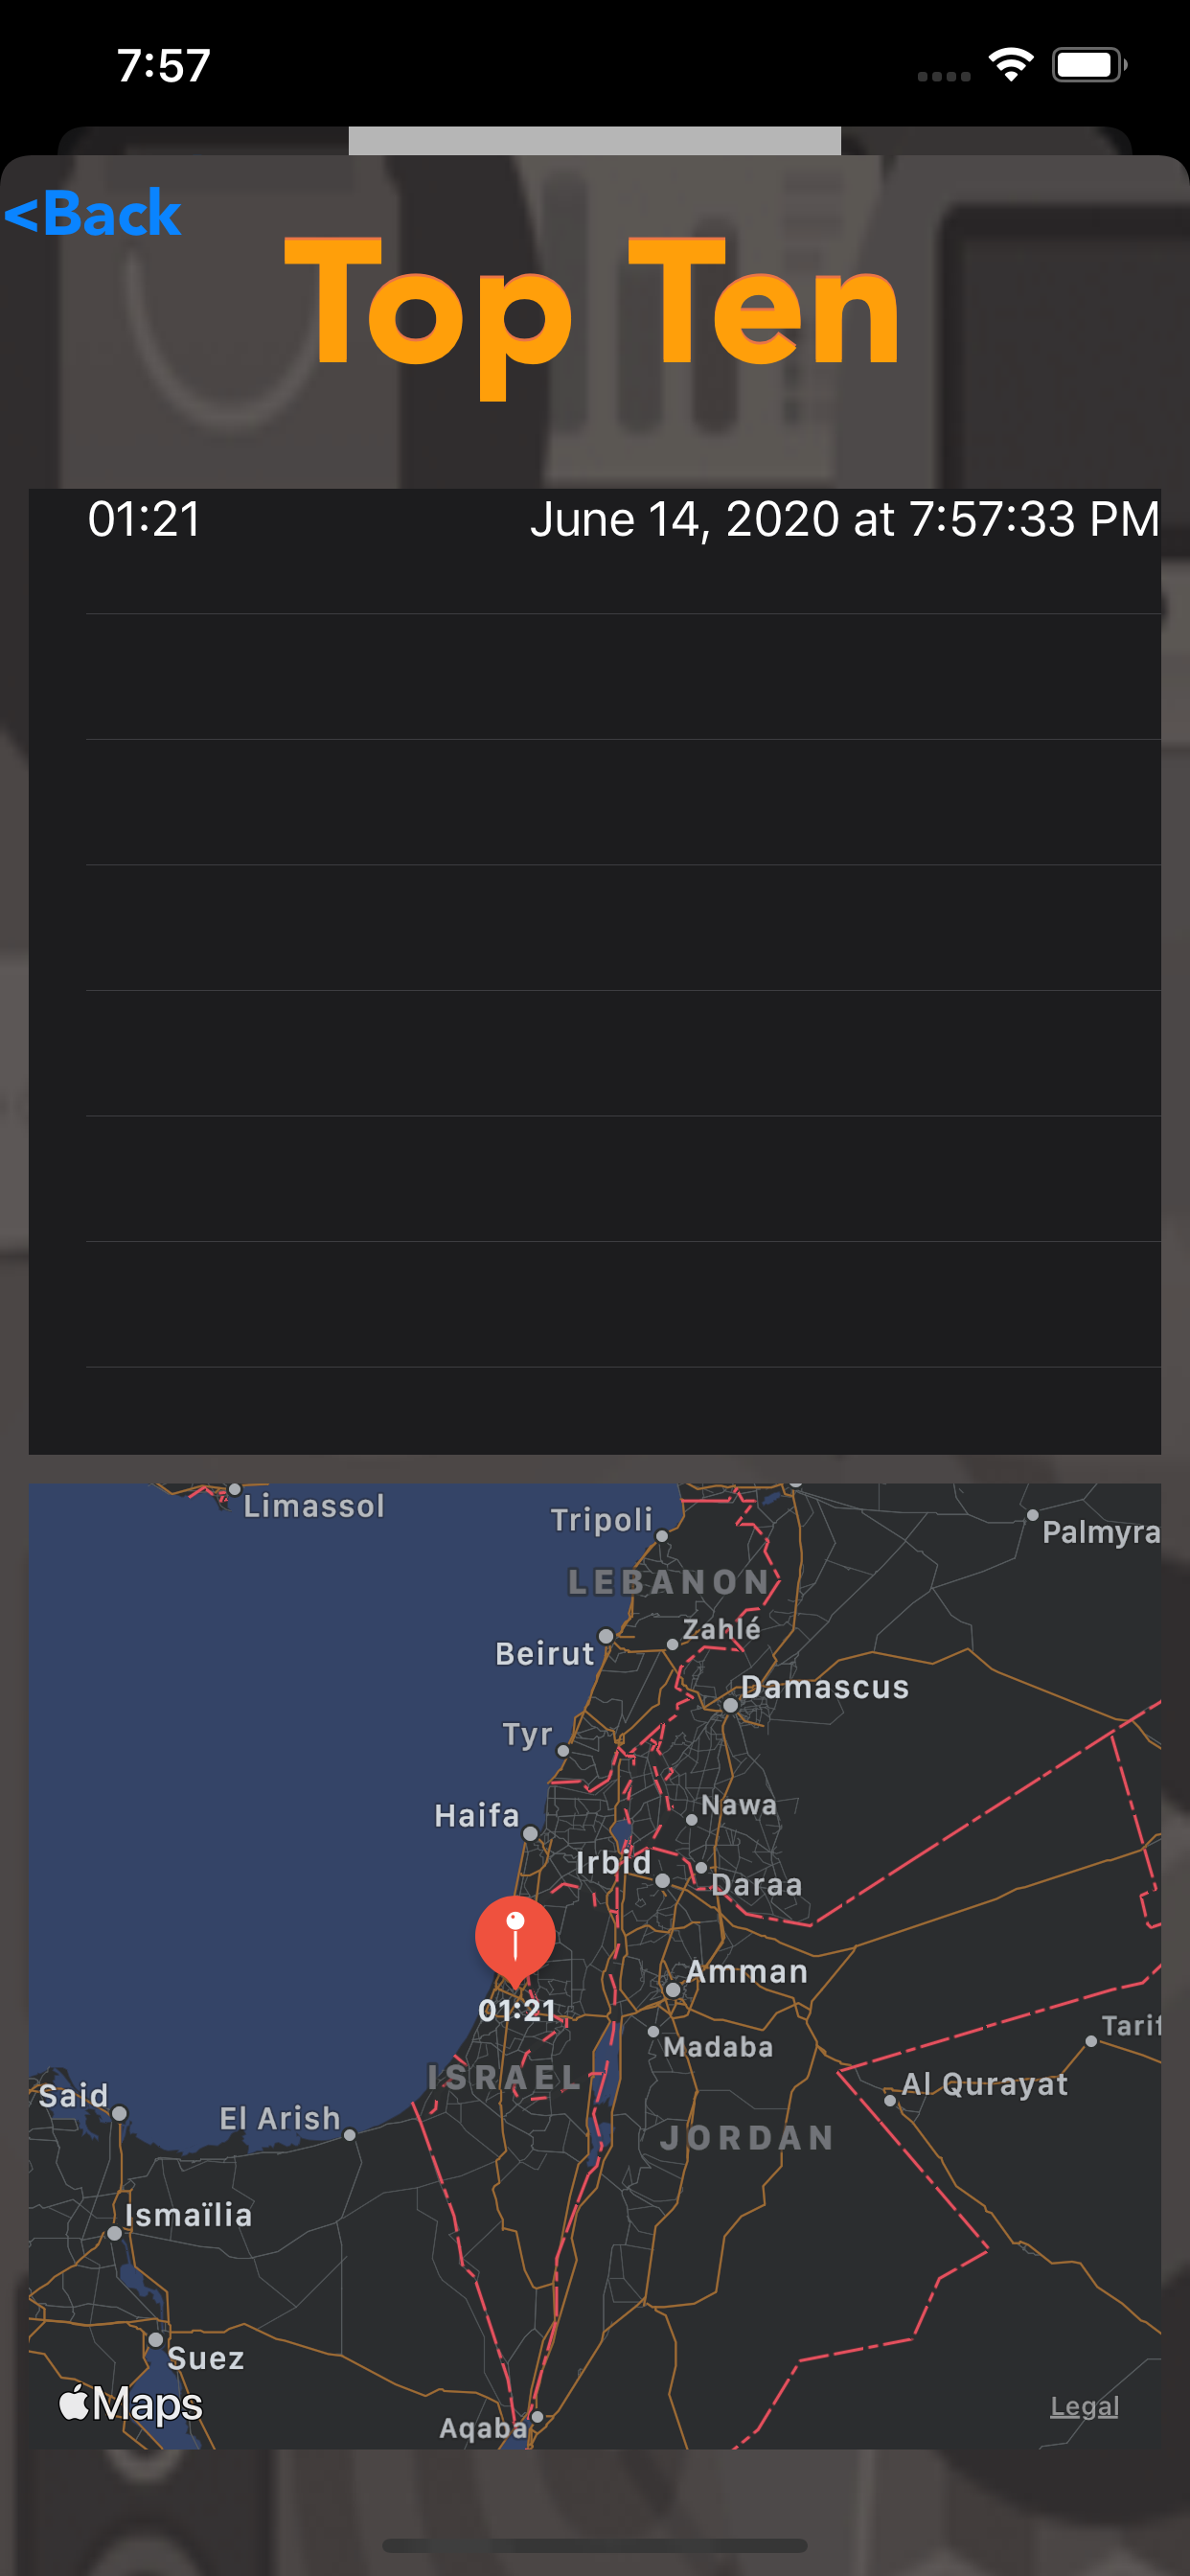 7:57
<Back
Top Ten
01:21 June 14, 2020 at 7:57:33 PM
Limassol
Tripoli
Palmyra
LEBANON
Zahlé
Beirut
Damascus
Tyr
Nawa
Haifa
Irbid
Daraa
Amman
01:21
Madaba
Tarif
ISRAEL
Al Qurayat
Said
El Arish
JORDAN
Ismaïlia
Suez
Maps
Legal
Aqaba